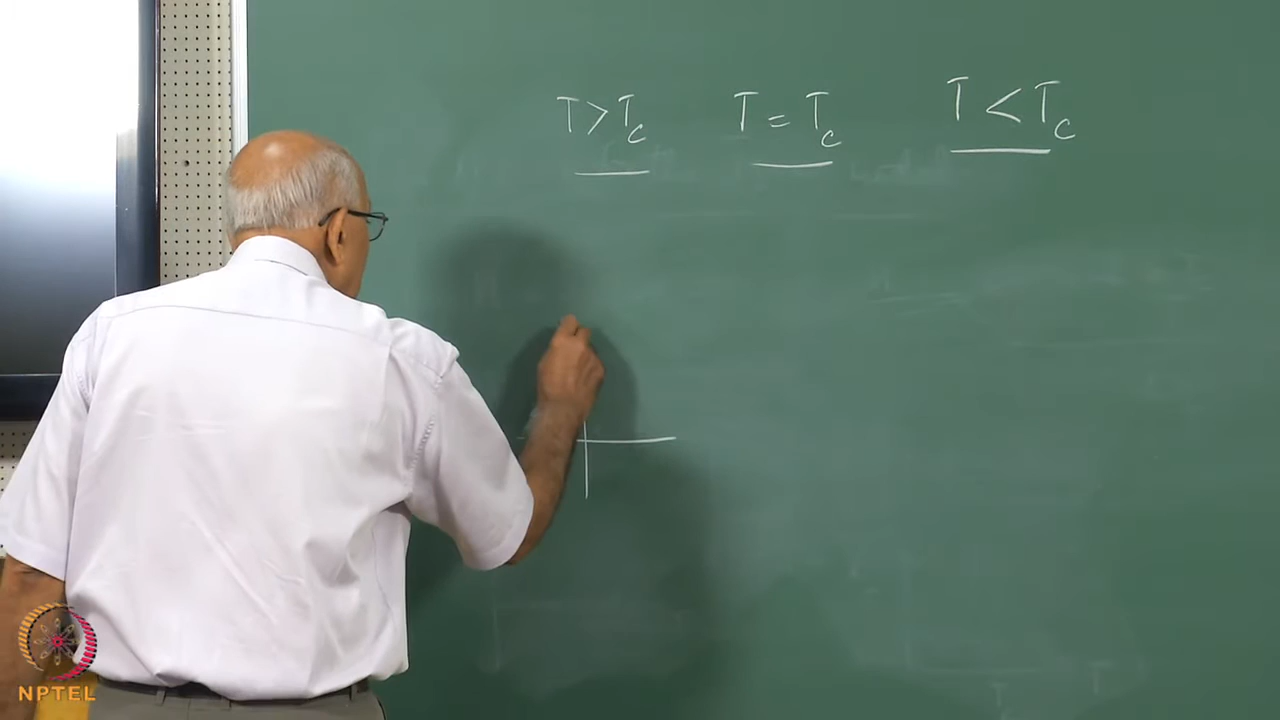 T > Tc T = Tc T < Tc
NPTEL